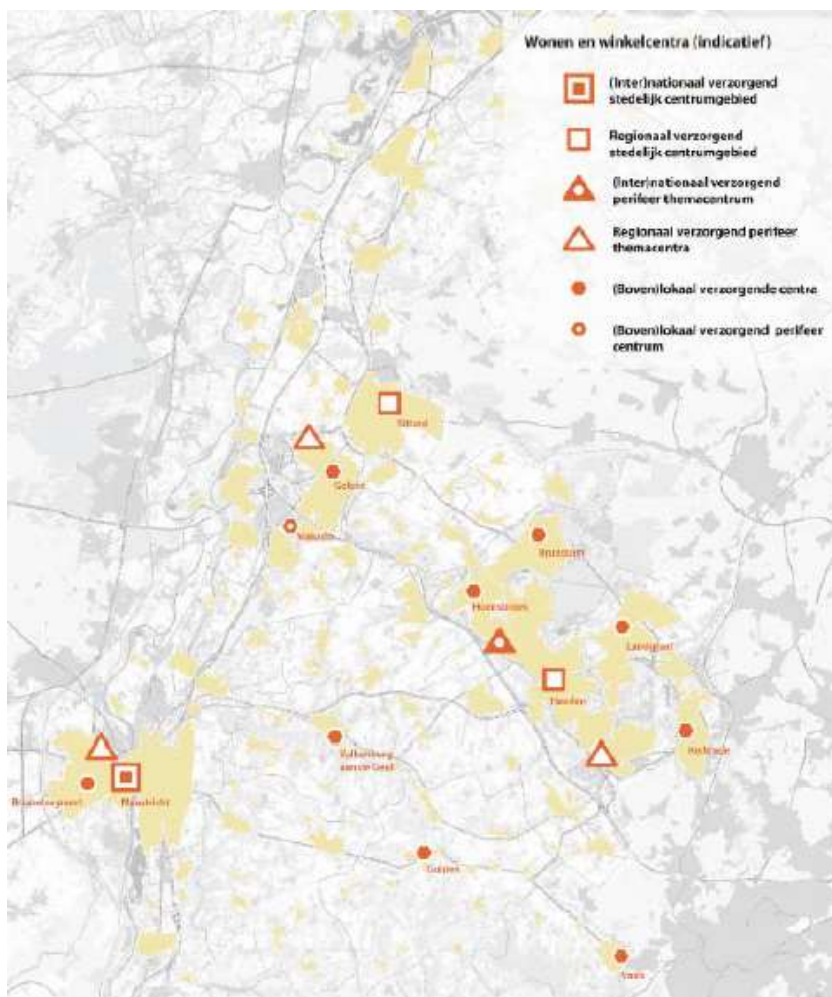 Wonen en winkelcentra (indicatief)
(Inter)nationaal verzorgend
stedelijk centrumgebied
Regionaal verzorgend
stedelijk centrumgebied
(Inter)nationaal verzorgend
perifeer themacentrum
Regionaal verzorgend perifeer
themacentra
(Boven)lokaal verzorgende centra
(Boven)lokaal verzorgend perifeer
centrum
Sittard
Geleen
Brunssum
Hoensbroek
Landgraaf
Heerlen
Kerkrade
Valkenburg
aan de Geul
Maastricht
Gulpen
Vaals